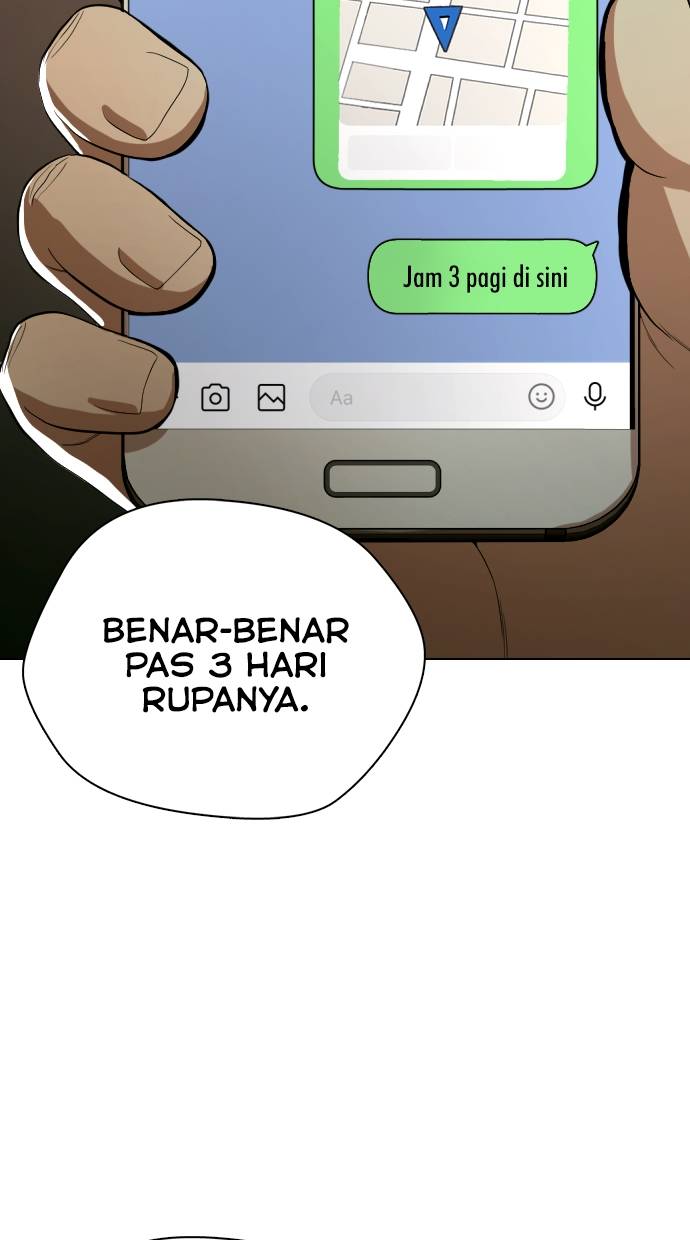 Jam 3 pagi di sini
Aa
BENAR-BENAR
PAS 3 HARI
RUPANYA.